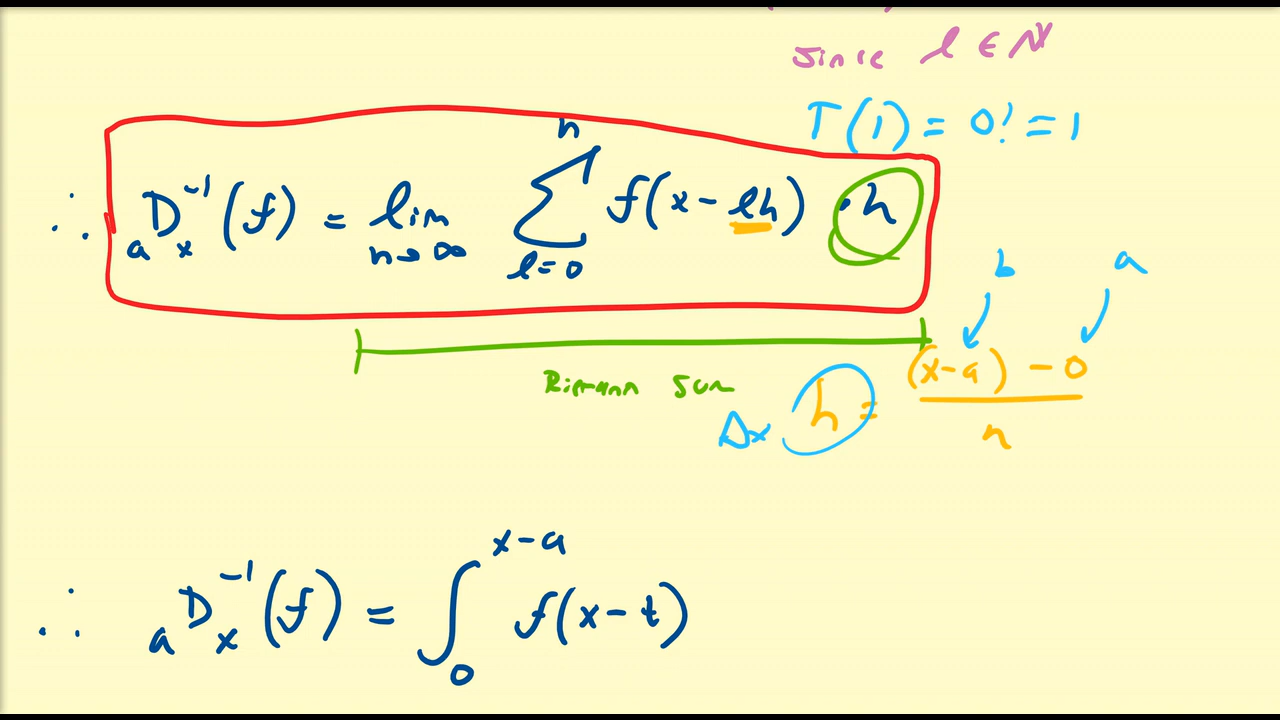 since l ∈ ℕ
Γ(1) = 0! = 1
∴ ₐDₓ⁻¹(f) = lim n→∞ ∑ l=0 n f(x-lh) · h
b a
Riemann Sum
Δx h = (x-a) - 0 / n
∴ ₐDₓ⁻¹(f) = ∫₀ x-a f(x-t)